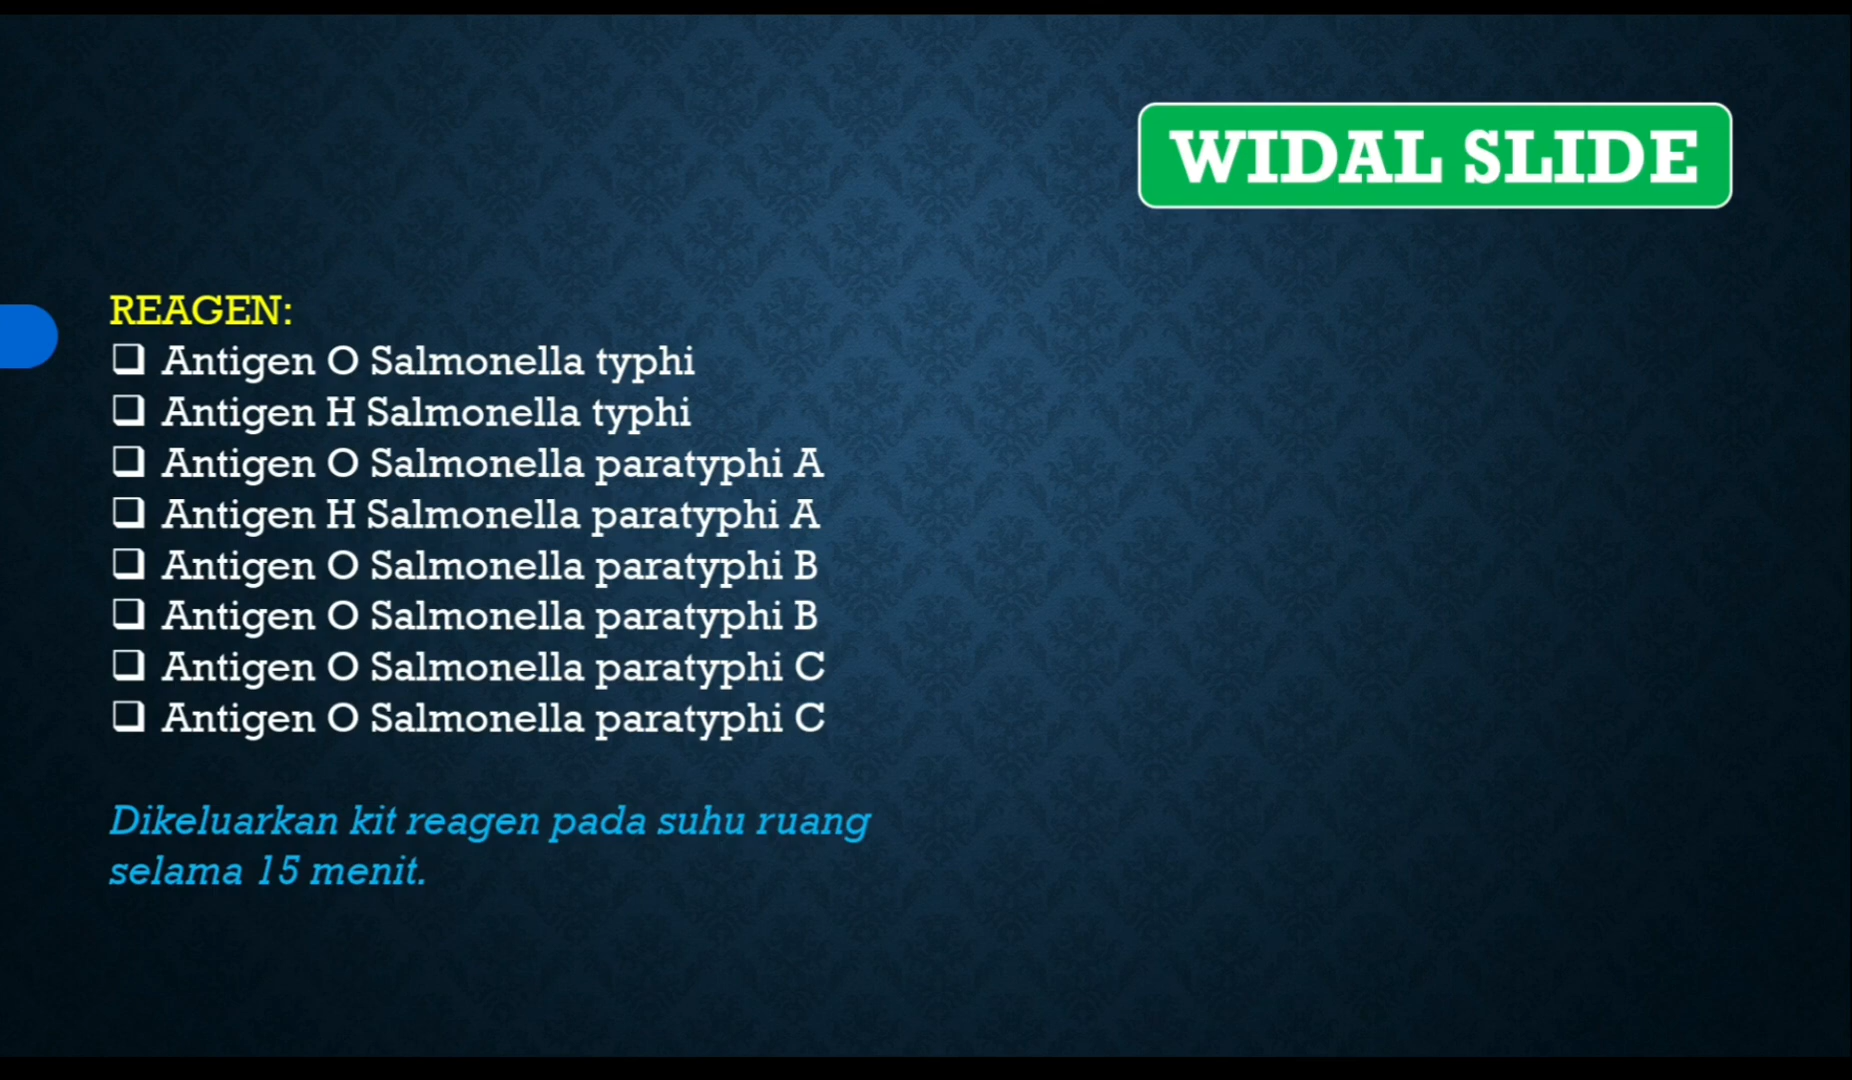 WIDAL SLIDE
REAGEN:
❑ Antigen O Salmonella typhi
❑ Antigen H Salmonella typhi
❑ Antigen O Salmonella paratyphi A
❑ Antigen H Salmonella paratyphi A
❑ Antigen O Salmonella paratyphi B
❑ Antigen O Salmonella paratyphi B
❑ Antigen O Salmonella paratyphi C
❑ Antigen O Salmonella paratyphi C
Dikeluarkan kit reagen pada suhu ruang
selama 15 menit.